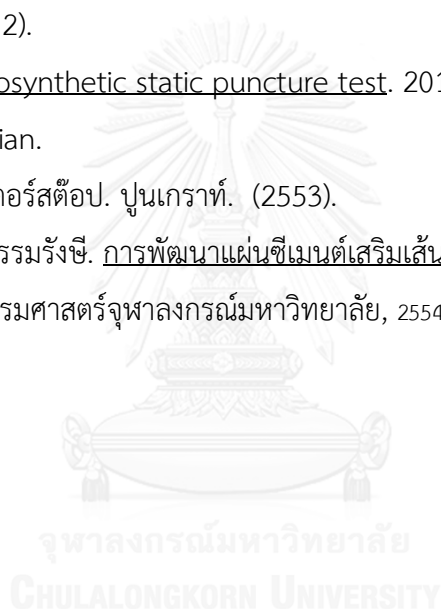 2).
osynthetic static puncture test. 201
ian.
อร์สต๊อป. ปูนเกราท์. (2553).
รรมรังษี. การพัฒนาแผ่นซีเมนต์เสริมเส้น
รมศาสตร์จุฬาลงกรณ์มหาวิทยาลัย, 2554
จุฬาลงกรณ์มหาวิทยาลัย
CHULALONGKORN UNIVERSITY